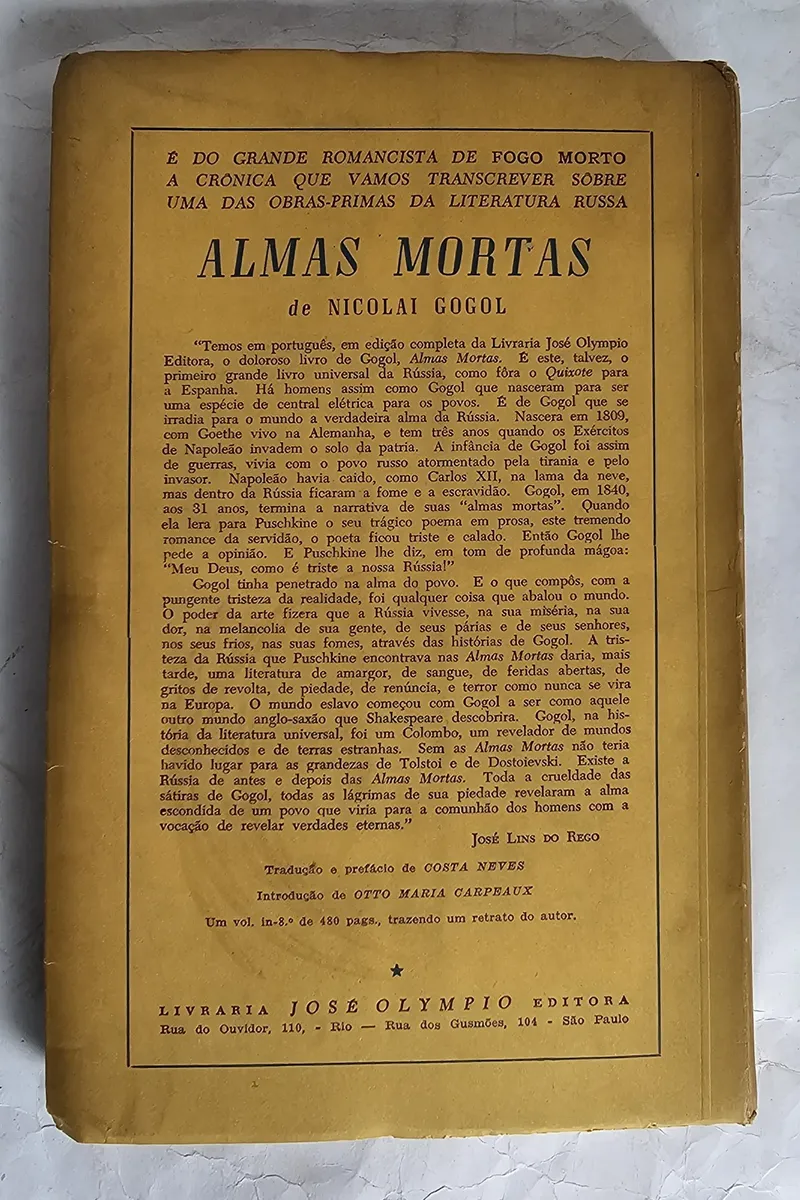 É DO GRANDE ROMANCISTA DE FOGO MORTO
A CRÔNICA QUE VAMOS TRANSCREVER SÔBRE
UMA DAS OBRAS-PRIMAS DA LITERATURA RUSSA
ALMAS MORTAS
de NICOLAI GOGOL
“Temos em português, em edição completa da Livraria José Olympio
Editora, o doloroso livro de Gogol, Almas Mortas. É este, talvez, o
primeiro grande livro universal da Rússia, como fôra o Quixote para
a Espanha. Há homens assim como Gogol que nasceram para ser
uma espécie de central elétrica para os povos. É de Gogol que se
irradia para o mundo a verdadeira alma da Rússia. Nascera em 1809,
com Goethe vivo na Alemanha, e tem três anos quando os Exércitos
de Napoleão invadem o solo da patria. A infância de Gogol foi assim
de guerras, vivia com o povo russo atormentado pela tirania e pelo
invasor. Napoleão havia caido, como Carlos XII, na lama da neve,
mas dentro da Rússia ficaram a fome e a escravidão. Gogol, em 1840,
aos 31 anos, termina a narrativa de suas “almas mortas”. Quando
ela lera para Puschkine o seu trágico poema em prosa, este tremendo
romance da servidão, o poeta ficou triste e calado. Então Gogol lhe
pede a opinião. E Puschkine lhe diz, em tom de profunda mágoa:
“Meu Deus, como é triste a nossa Rússia!”
Gogol tinha penetrado na alma do povo. E o que compôs, com a
pungente tristeza da realidade, foi qualquer coisa que abalou o mundo.
O poder da arte fizera que a Rússia vivesse, na sua miséria, na sua
dor, na melancolia de sua gente, de seus párias e de seus senhores,
nos seus frios, nas suas fomes, através das histórias de Gogol. A tris-
teza da Rússia que Puschkine encontrava nas Almas Mortas daria, mais
tarde, uma literatura de amargor, de sangue, de feridas abertas, de
gritos de revolta, de piedade, de renúncia, e terror como nunca se vira
na Europa. O mundo eslavo começou com Gogol a ser como aquele
outro mundo anglo-saxão que Shakespeare descobrira. Gogol, na his-
tória da literatura universal, foi um Colombo, um revelador de mundos
desconhecidos e de terras estranhas. Sem as Almas Mortas não teria
havido lugar para as grandezas de Tolstoi e de Dostoievski. Existe a
Rússia de antes e depois das Almas Mortas. Toda a crueldade das
sátiras de Gogol, todas as lágrimas de sua piedade revelaram a alma
escondida de um povo que viria para a comunhão dos homens com a
vocação de revelar verdades eternas.”
JOSÉ LINS DO REGO
Tradução e prefácio de COSTA NEVES
Introdução de OTTO MARIA CARPEAUX
Um vol. in-8.º de 480 pags., trazendo um retrato do autor.
LIVRARIA JOSÉ OLYMPIO EDITORA
Rua do Ouvidor, 110, - Rio — Rua dos Gusmões, 104 - São Paulo